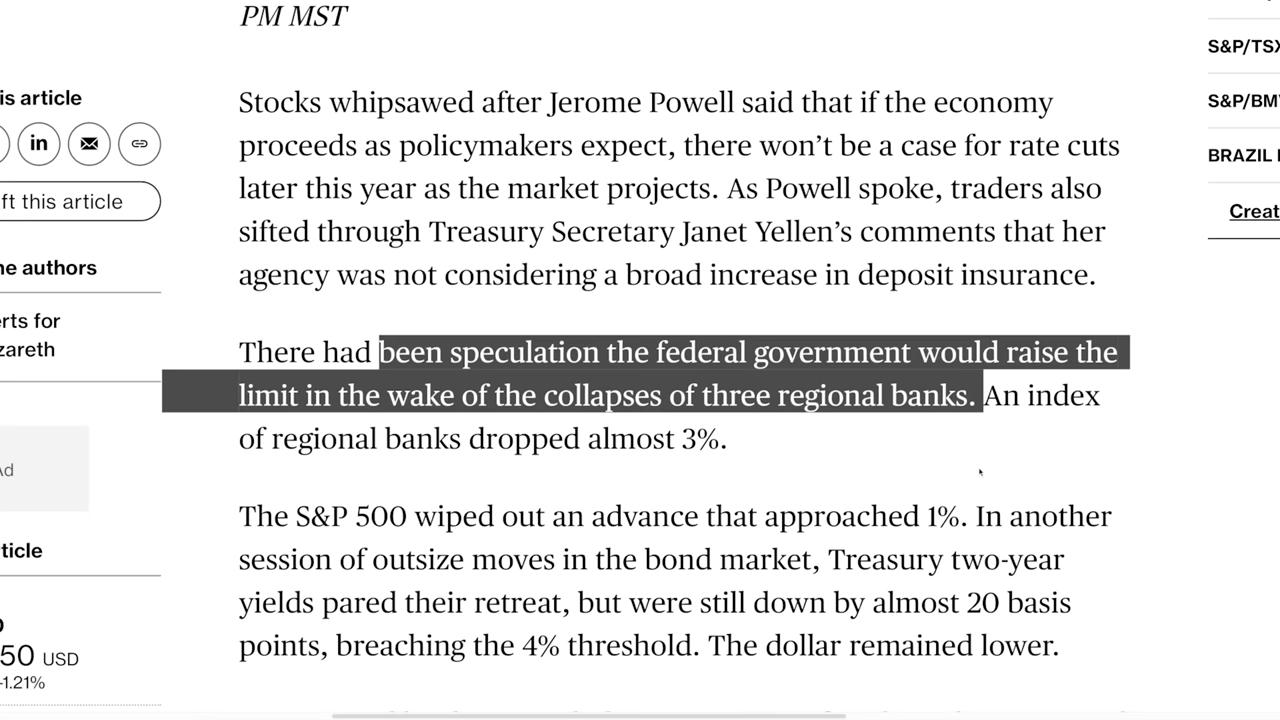 PM MST
is article
in
ft this article
e authors
rts for
zareth
Ad
ticle
50 USD
-1.21%
Stocks whipsawed after Jerome Powell said that if the economy
proceeds as policymakers expect, there won’t be a case for rate cuts
later this year as the market projects. As Powell spoke, traders also
sifted through Treasury Secretary Janet Yellen’s comments that her
agency was not considering a broad increase in deposit insurance.
There had been speculation the federal government would raise the
limit in the wake of the collapses of three regional banks. An index
of regional banks dropped almost 3%.
The S&P 500 wiped out an advance that approached 1%. In another
session of outsize moves in the bond market, Treasury two-year
yields pared their retreat, but were still down by almost 20 basis
points, breaching the 4% threshold. The dollar remained lower.
S&P/TSX
S&P/BM
BRAZIL
Creat